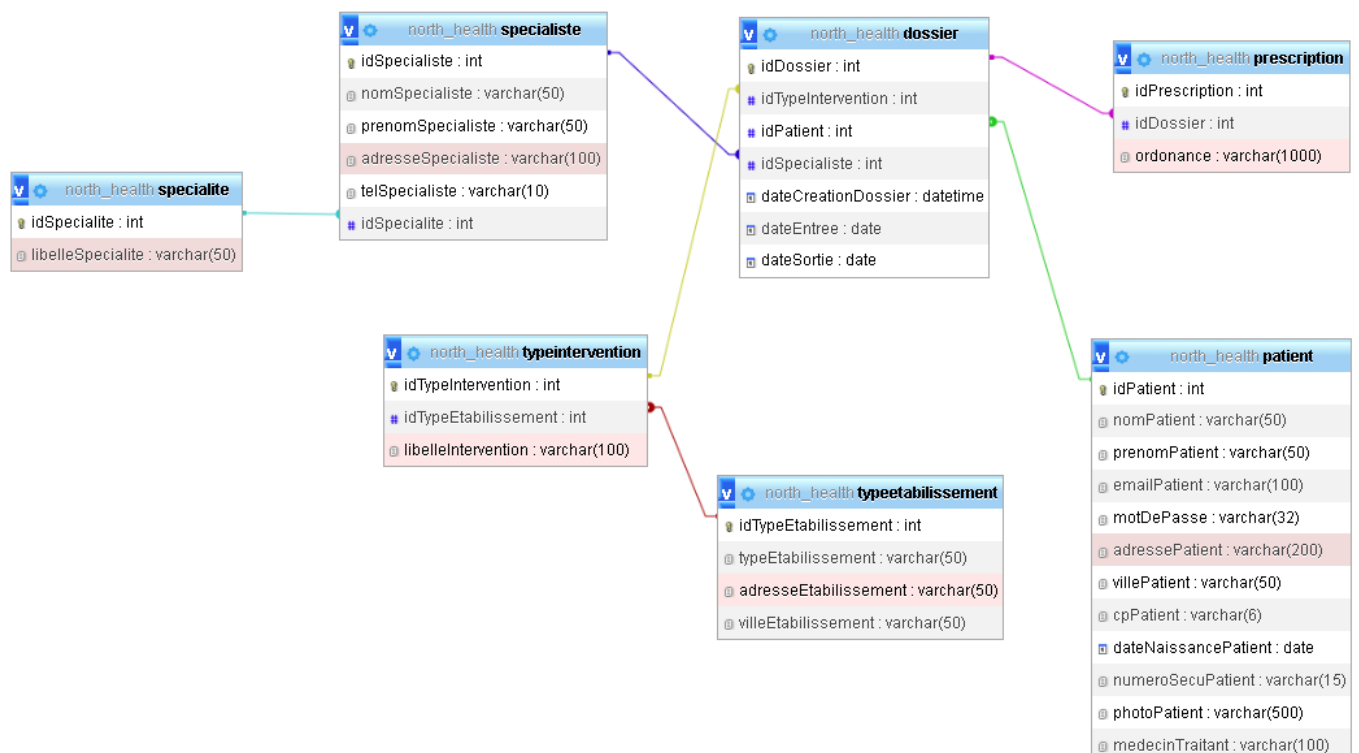 north_health specialiste
idSpecialiste : int
nomSpecialiste : varchar(50)
prenomSpecialiste : varchar(50)
adresseSpecialiste : varchar(100)
telSpecialiste : varchar(10)
idSpecialite : int
north_health dossier
idDossier : int
idTypeIntervention : int
idPatient : int
idSpecialiste : int
dateCreationDossier : datetime
dateEntree : date
dateSortie : date
north_health prescription
idPrescription : int
idDossier : int
ordonance : varchar(1000)
north_health specialite
idSpecialite : int
libelleSpecialite : varchar(50)
north_health typeintervention
idTypeIntervention : int
idTypeEtabilissement : int
libelleIntervention : varchar(100)
north_health typeetabilissement
idTypeEtabilissement : int
typeEtabilissement : varchar(50)
adresseEtabilissement : varchar(50)
villeEtabilissement : varchar(50)
north_health patient
idPatient : int
nomPatient : varchar(50)
prenomPatient : varchar(50)
emailPatient : varchar(100)
motDePasse : varchar(32)
adressePatient : varchar(200)
villePatient : varchar(50)
cpPatient : varchar(6)
dateNaissancePatient : date
numeroSecuPatient : varchar(15)
photoPatient : varchar(500)
medecinTraitant : varchar(100)